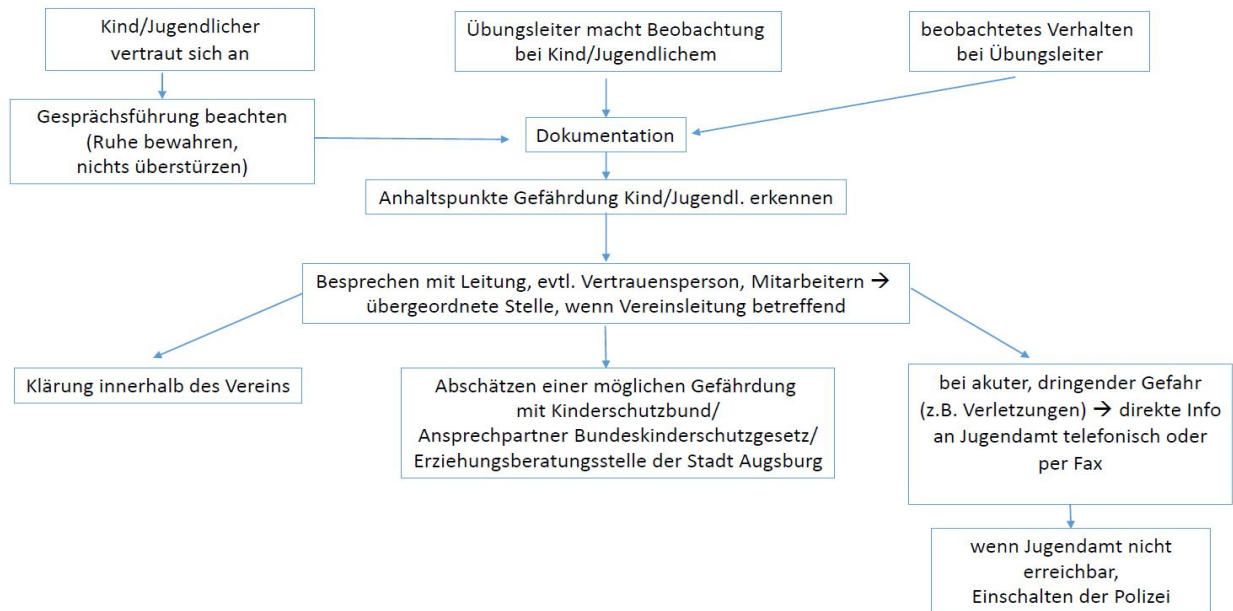 Kind/Jugendlicher
vertraut sich an
Übungsleiter macht Beobachtung
bei Kind/Jugendlichem
beobachtetes Verhalten
bei Übungsleiter
Gesprächsführung beachten
(Ruhe bewahren,
nichts überstürzen)
Dokumentation
Anhaltspunkte Gefährdung Kind/Jugendl. erkennen
Besprechen mit Leitung, evtl. Vertrauensperson, Mitarbeitern →
übergeordnete Stelle, wenn Vereinsleitung betreffend
Klärung innerhalb des Vereins
Abschätzen einer möglichen Gefährdung
mit Kinderschutzbund/
Ansprechpartner Bundeskinderschutzgesetz/
Erziehungsberatungsstelle der Stadt Augsburg
bei akuter, dringender Gefahr
(z.B. Verletzungen) → direkte Info
an Jugendamt telefonisch oder
per Fax
wenn Jugendamt nicht
erreichbar,
Einschalten der Polizei